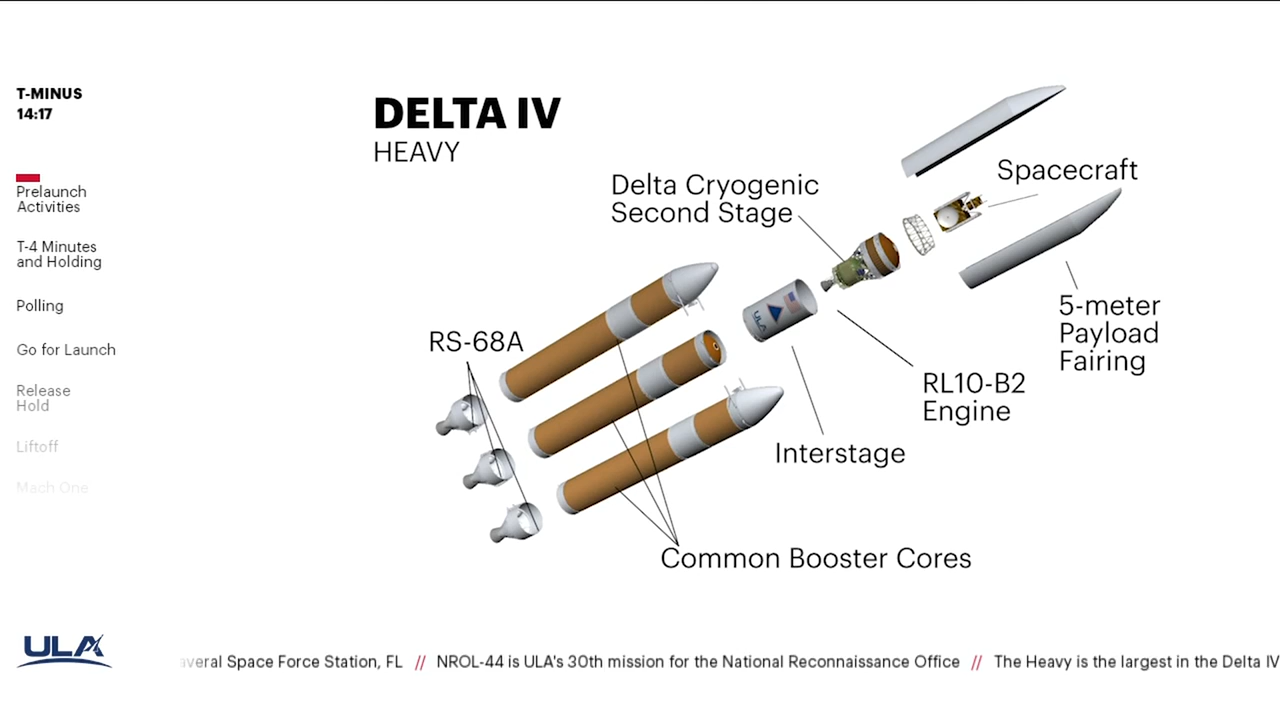 T-MINUS
14:17
Prelaunch
Activities
T-4 Minutes
and Holding
Polling
Go for Launch
Release
Hold
Liftoff
Mach One
DELTA IV
HEAVY
Delta Cryogenic
Second Stage
Spacecraft
5-meter
Payload
Fairing
RS-68A
RL10-B2
Engine
Interstage
ULA
Common Booster Cores
ULA
averal Space Force Station, FL // NROL-44 is ULA's 30th mission for the National Reconnaissance Office // The Heavy is the largest in the Delta IV